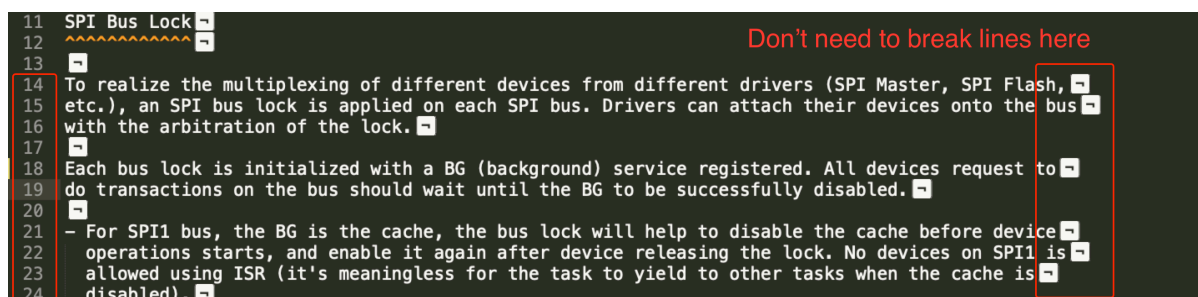 11 SPI Bus Lock¬
12 ^^^^^^^^^^^^ ¬
Don't need to break lines here
13 ¬
14 To realize the multiplexing of different devices from different drivers (SPI Master, SPI Flash, ¬
15 etc.), an SPI bus lock is applied on each SPI bus. Drivers can attach their devices onto the bus¬
16 with the arbitration of the lock. ¬
17 ¬
18 Each bus lock is initialized with a BG (background) service registered. All devices request to¬
19 do transactions on the bus should wait until the BG to be successfully disabled. ¬
20 ¬
21 - For SPI1 bus, the BG is the cache, the bus lock will help to disable the cache before device¬
22 operations starts, and enable it again after device releasing the lock. No devices on SPI1 is¬
23 allowed using ISR (it's meaningless for the task to yield to other tasks when the cache is¬
24 disabled). ¬